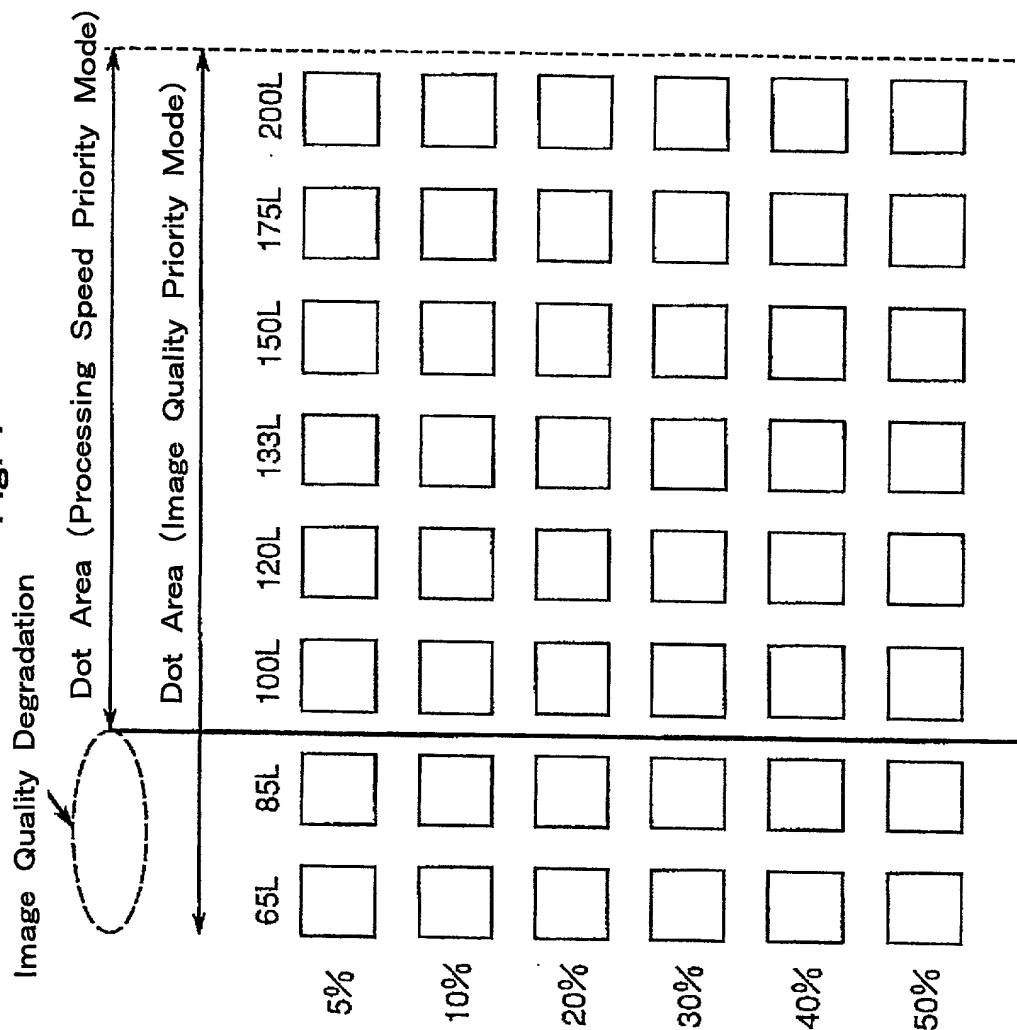 Fig.
Image Quality Degradation
Dot Area (Processing Speed Priority Mode)
Dot Area (Image Quality Priority Mode)
65L 85L 100L 120L 133L 150L 175L 200L
5%
10%
20%
30%
40%
50%